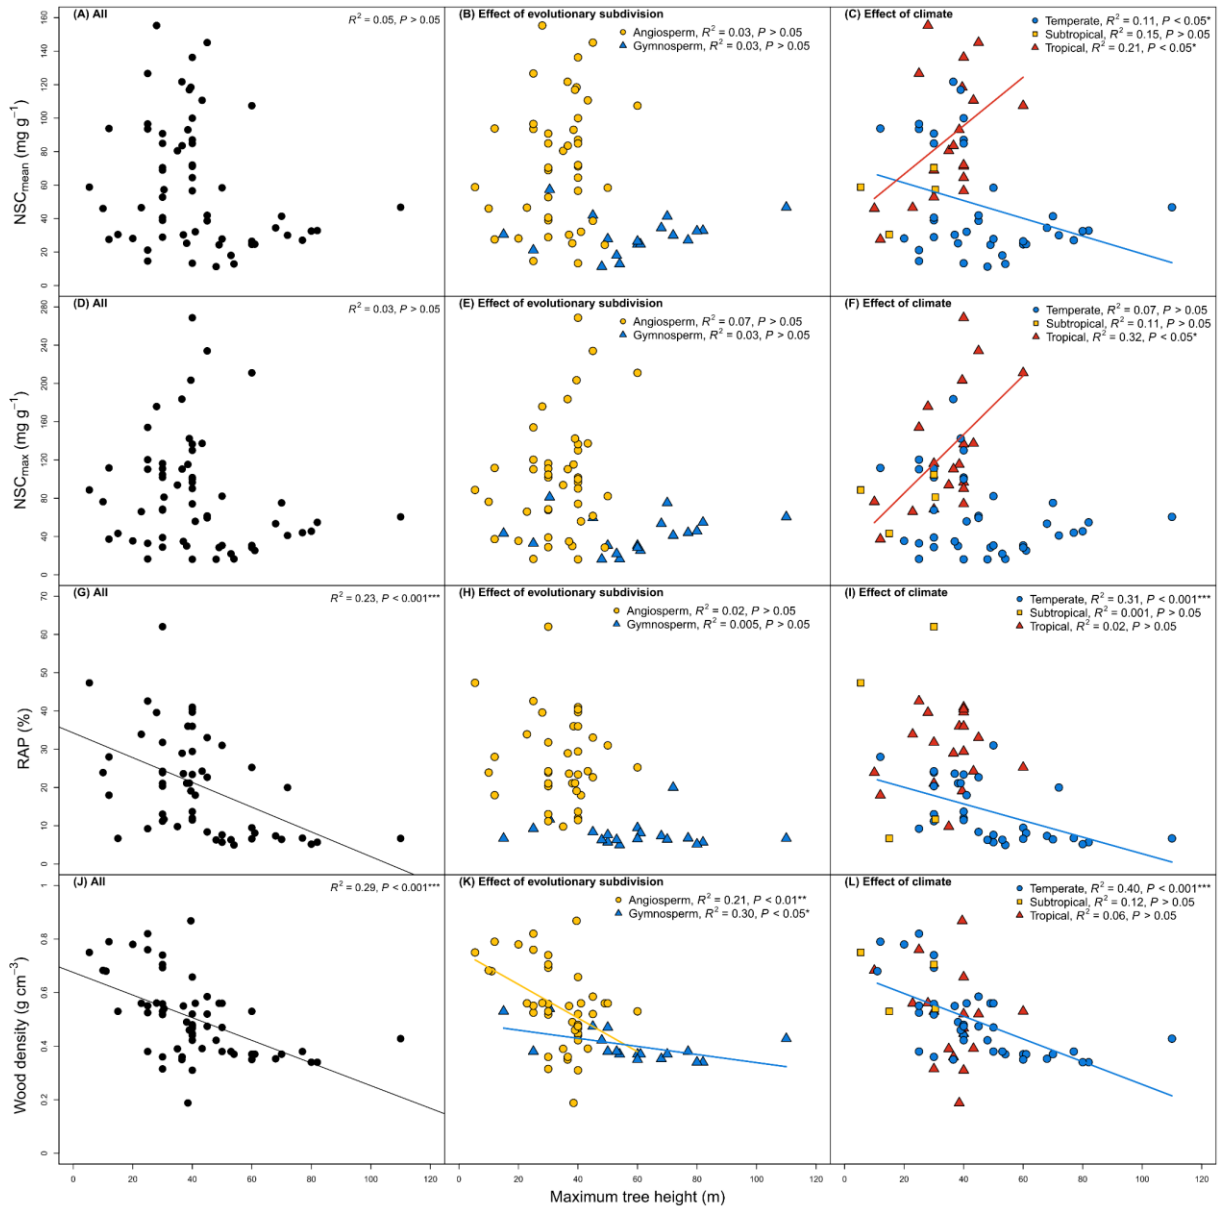 (A) All
R² = 0.05, P > 0.05
(B) Effect of evolutionary subdivision
Angiosperm, R² = 0.03, P > 0.05
Gymnosperm, R² = 0.03, P > 0.05
(C) Effect of climate
Temperate, R² = 0.11, P < 0.05*
Subtropical, R² = 0.15, P > 0.05
Tropical, R² = 0.21, P < 0.05*
NSCmean (mg g⁻¹)
160
140
120
100
80
60
40
20
0
(D) All
R² = 0.03, P > 0.05
(E) Effect of evolutionary subdivision
Angiosperm, R² = 0.07, P > 0.05
Gymnosperm, R² = 0.03, P > 0.05
(F) Effect of climate
Temperate, R² = 0.07, P > 0.05
Subtropical, R² = 0.11, P > 0.05
Tropical, R² = 0.32, P < 0.05*
NSCmax (mg g⁻¹)
280
240
200
160
120
80
40
0
(G) All
R² = 0.23, P < 0.001***
(H) Effect of evolutionary subdivision
Angiosperm, R² = 0.02, P > 0.05
Gymnosperm, R² = 0.005, P > 0.05
(I) Effect of climate
Temperate, R² = 0.31, P < 0.001***
Subtropical, R² = 0.001, P > 0.05
Tropical, R² = 0.02, P > 0.05
RAP (%)
70
60
50
40
30
20
10
0
(J) All
R² = 0.29, P < 0.001***
(K) Effect of evolutionary subdivision
Angiosperm, R² = 0.21, P < 0.01**
Gymnosperm, R² = 0.30, P < 0.05*
(L) Effect of climate
Temperate, R² = 0.40, P < 0.001***
Subtropical, R² = 0.12, P > 0.05
Tropical, R² = 0.06, P > 0.05
Wood density (g cm⁻³)
1
0.8
0.6
0.4
0.2
0
0 20 40 60 80 100 120
0 20 40 60 80 100 120
0 20 40 60 80 100 120
Maximum tree height (m)